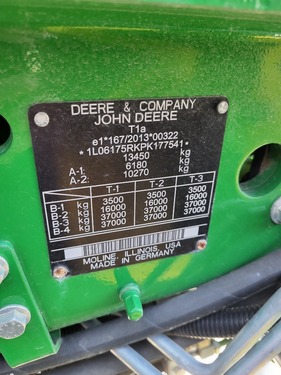 DEERE & COMPANY
JOHN DEERE
T1a
e1*167/2013*00322
* 1L06175RKPK177541 *
13450 kg
A-1: 6180 kg
A-2: 10270 kg
T-1 T-2 T-3
B-1 kg 3500 3500 3500
B-2 kg 16000 16000 16000
B-3 kg 37000 37000 37000
B-4 kg 37000 37000 37000
MOLINE, ILLINOIS, USA
MADE IN GERMANY